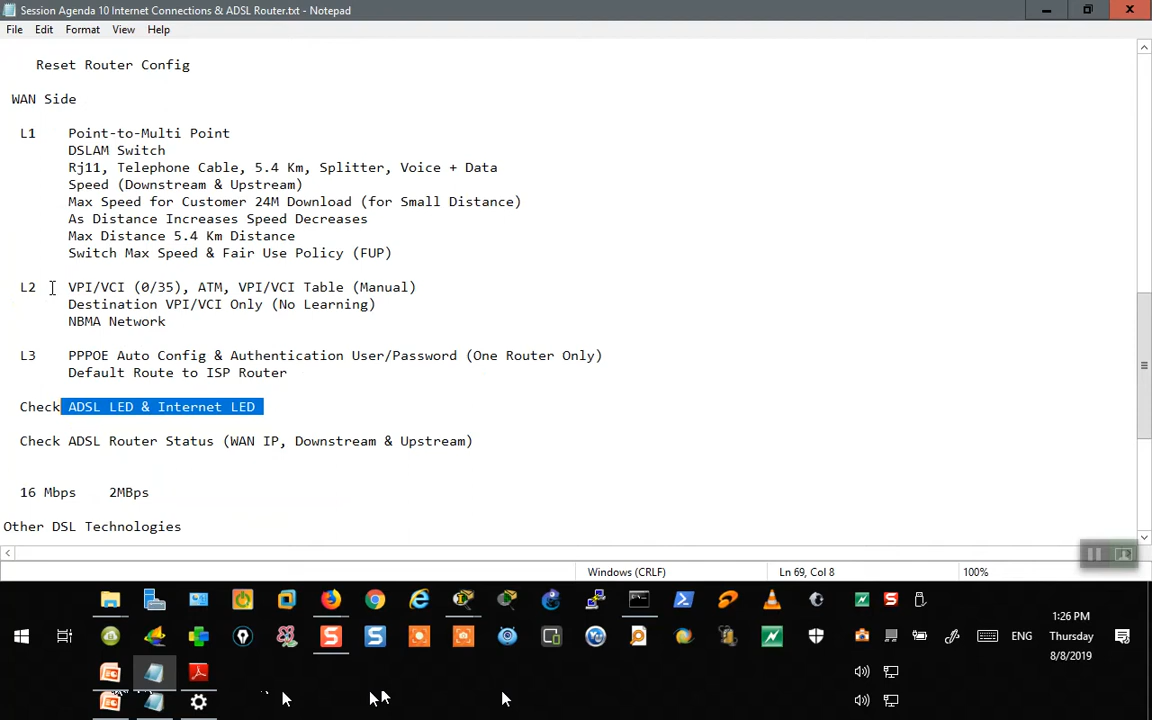 Session Agenda 10 Internet Connections & ADSL Router.txt - Notepad
File Edit Format View Help
Reset Router Config
WAN Side
L1 Point-to-Multi Point
DSLAM Switch
Rj11, Telephone Cable, 5.4 Km, Splitter, Voice + Data
Speed (Downstream & Upstream)
Max Speed for Customer 24M Download (for Small Distance)
As Distance Increases Speed Decreases
Max Distance 5.4 Km Distance
Switch Max Speed & Fair Use Policy (FUP)
L2 VPI/VCI (0/35), ATM, VPI/VCI Table (Manual)
Destination VPI/VCI Only (No Learning)
NBMA Network
L3 PPPOE Auto Config & Authentication User/Password (One Router Only)
Default Route to ISP Router
Check ADSL LED & Internet LED
Check ADSL Router Status (WAN IP, Downstream & Upstream)
16 Mbps 2MBps
Other DSL Technologies
Windows (CRLF) Ln 69, Col 8 100%
1:26 PM
ENG Thursday
8/8/2019